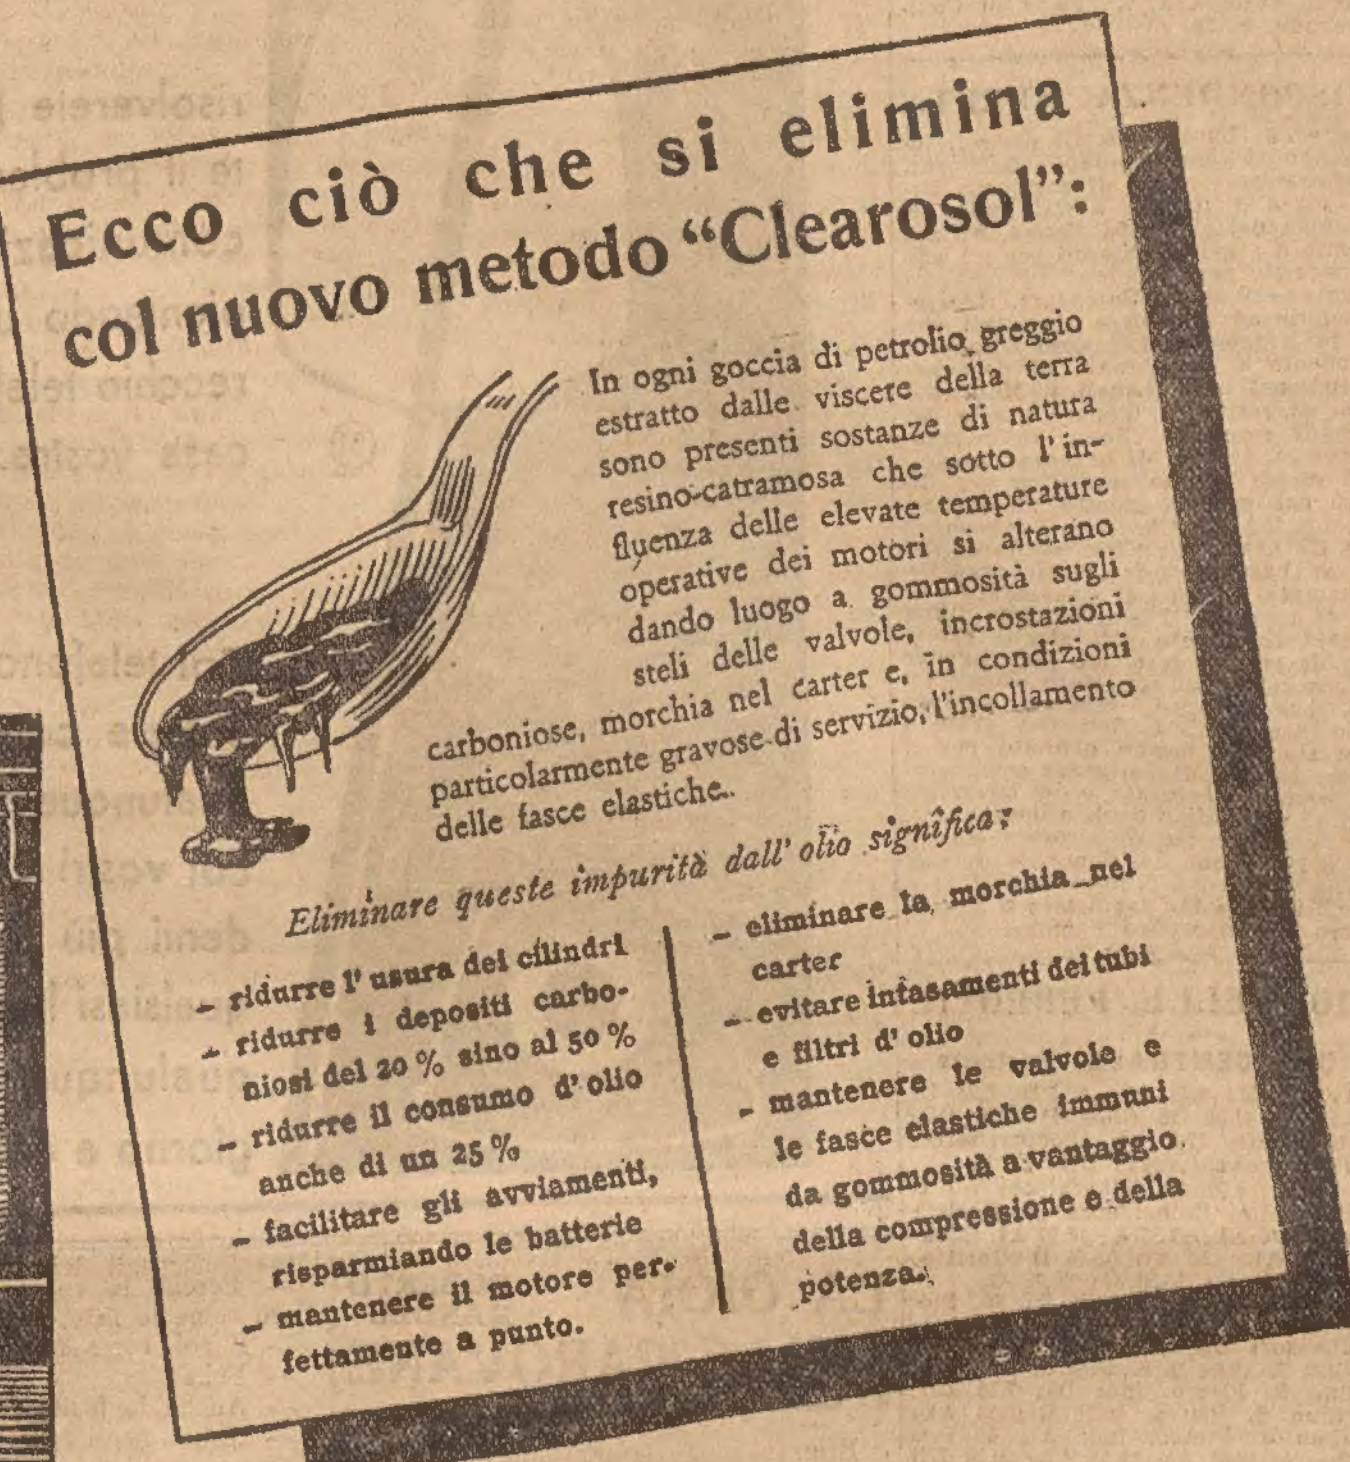 Ecco ciò che si elimina
col nuovo metodo “Clearosol”:
In ogni goccia di petrolio greggio
estratto dalle viscere della terra
sono presenti sostanze di natura
resino-catramosa che sotto l'in-
fluenza delle elevate temperature
operative dei motori si alterano
dando luogo a gommosità sugli
steli delle valvole, incrostazioni
carboniose, morchia nel carter e, in condizioni
particolarmente gravose di servizio, l'incollamento
delle fasce elastiche.
Eliminare queste impurità dall'olio significa:
- ridurre l'usura dei cilindri
- ridurre i depositi carbo-
niosi del 20 % sino al 50 %
- ridurre il consumo d'olio
anche di un 25 %
- facilitare gli avviamenti,
risparmiando le batterie
- mantenere il motore per-
fettamente a punto.
- eliminare la morchia nel
carter
- evitare intasamenti dei tubi
e filtri d'olio
- mantenere le valvole e
le fasce elastiche immuni
da gommosità a vantaggio
della compressione e della
potenza.